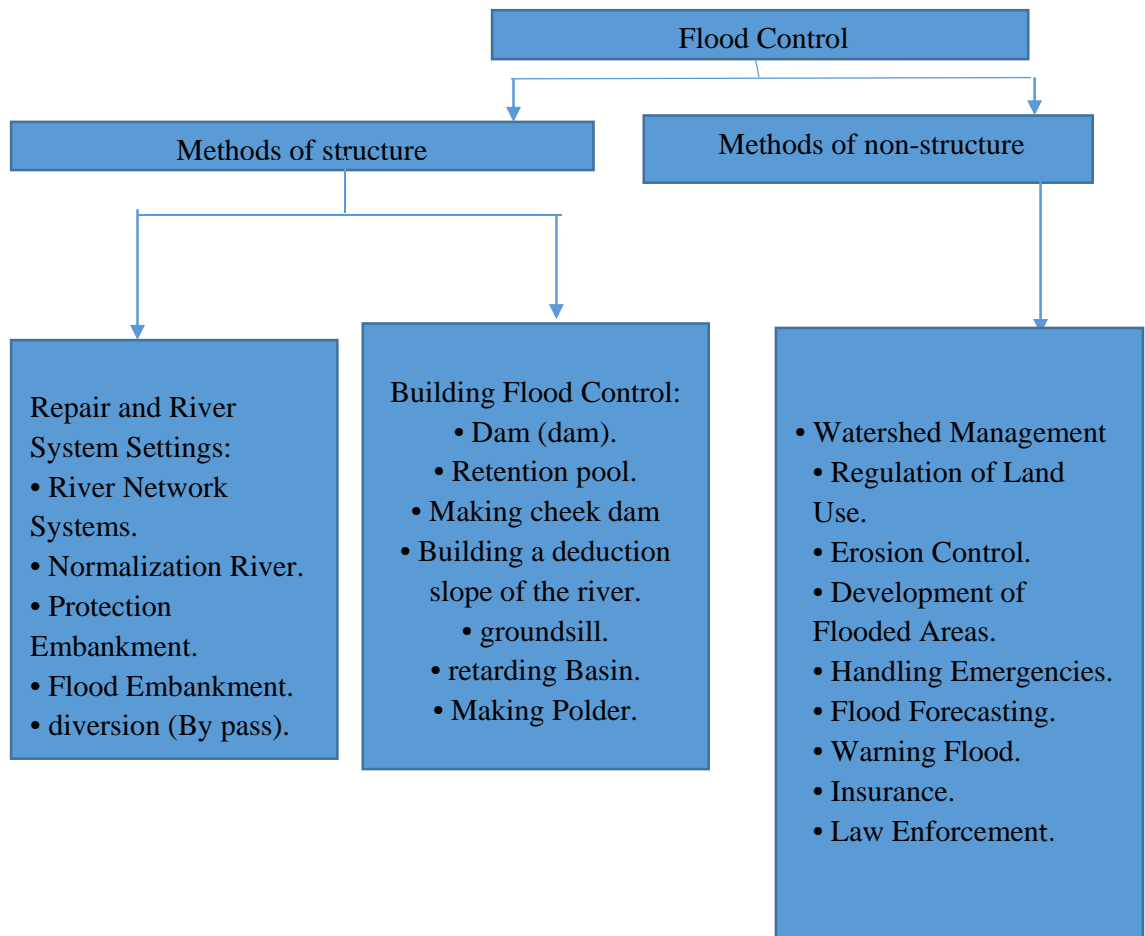 Flood Control
Methods of structure
Methods of non-structure
Repair and River
System Settings:
• River Network
Systems.
• Normalization River.
• Protection
Embankment.
• Flood Embankment.
• diversion (By pass).
Building Flood Control:
• Dam (dam).
• Retention pool.
• Making cheek dam
• Building a deduction
slope of the river.
• groundsill.
• retarding Basin.
• Making Polder.
• Watershed Management
• Regulation of Land
Use.
• Erosion Control.
• Development of
Flooded Areas.
• Handling Emergencies.
• Flood Forecasting.
• Warning Flood.
• Insurance.
• Law Enforcement.